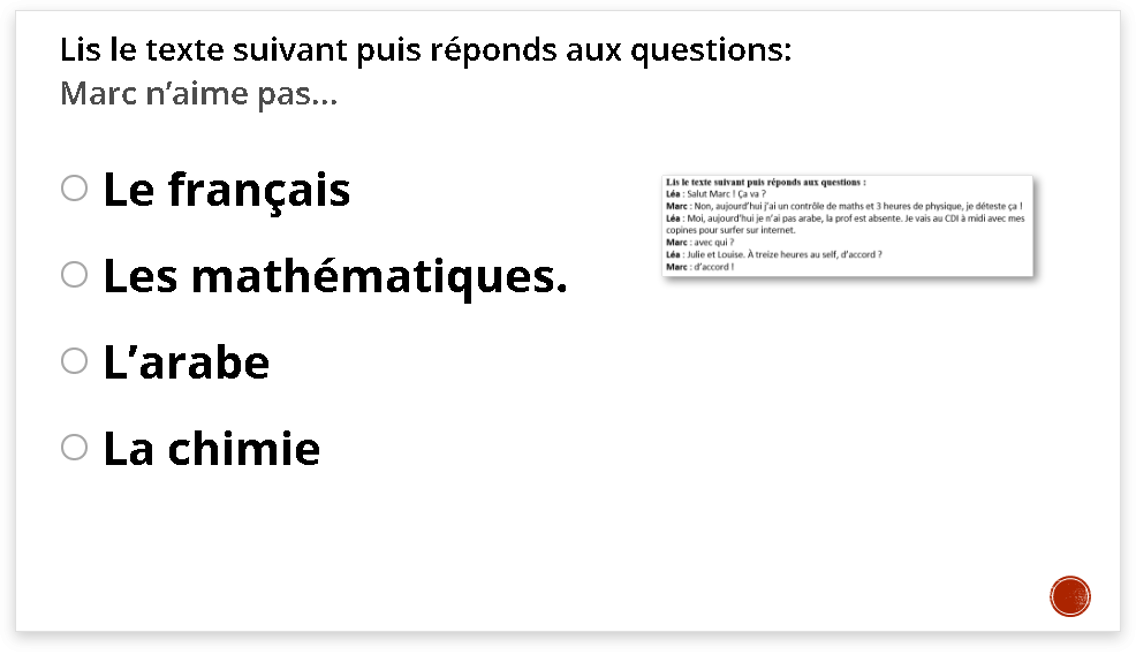 Lis le texte suivant puis réponds aux questions:
Marc n’aime pas...
Le français
Les mathématiques.
L’arabe
La chimie
Lis le texte suivant puis réponds aux questions :
Léa : Salut Marc ! Ça va ?
Marc : Non, aujourd’hui j’ai un contrôle de maths et 3 heures de physique, je déteste ça !
Léa : Moi, aujourd’hui je n’ai pas arabe, la prof est absente. Je vais au CDI à midi avec mes
copines pour surfer sur internet.
Marc : avec qui ?
Léa : Julie et Louise. À treize heures au self, d’accord ?
Marc : d’accord !